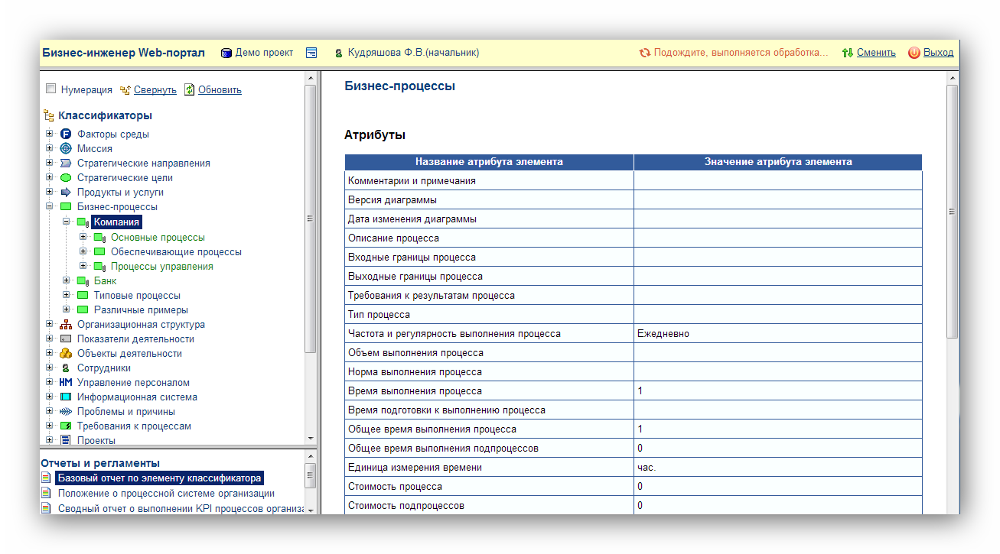 Бизнес-инженер Web-портал Демо проект Кудряшова Ф.В.(начальник) Подождите, выполняется обработка... Сменить Выход
Нумерация Свернуть Обновить
Классификаторы
Факторы среды
Миссия
Стратегические направления
Стратегические цели
Продукты и услуги
Бизнес-процессы
Компания
Основные процессы
Обеспечивающие процессы
Процессы управления
Банк
Типовые процессы
Различные примеры
Организационная структура
Показатели деятельности
Объекты деятельности
Сотрудники
HM Управление персоналом
Информационная система
Проблемы и причины
Требования к процессам
Проекты
Отчеты и регламенты
Базовый отчет по элементу классификатора
Положение о процессной системе организации
Сводный отчет о выполнении KPI процессов организа
Бизнес-процессы
Атрибуты
Название атрибута элемента Значение атрибута элемента
Комментарии и примечания
Версия диаграммы
Дата изменения диаграммы
Описание процесса
Входные границы процесса
Выходные границы процесса
Требования к результатам процесса
Тип процесса
Частота и регулярность выполнения процесса Ежедневно
Объем выполнения процесса
Норма выполнения процесса
Время выполнения процесса 1
Время подготовки к выполнению процесса
Общее время выполнения процесса 1
Общее время выполнения подпроцессов 0
Единица измерения времени час.
Стоимость процесса 0
Стоимость подпроцессов 0